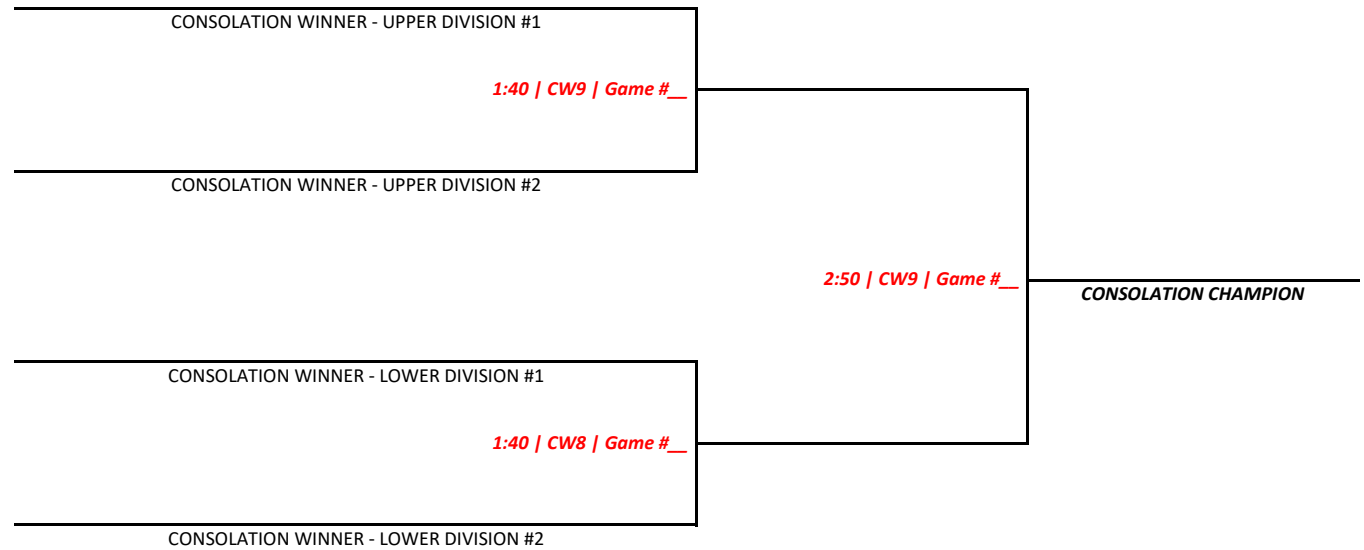 CONSOLATION WINNER - UPPER DIVISION #1
1:40 | CW9 | Game #__
CONSOLATION WINNER - UPPER DIVISION #2
2:50 | CW9 | Game #__
CONSOLATION CHAMPION
CONSOLATION WINNER - LOWER DIVISION #1
1:40 | CW8 | Game #__
CONSOLATION WINNER - LOWER DIVISION #2